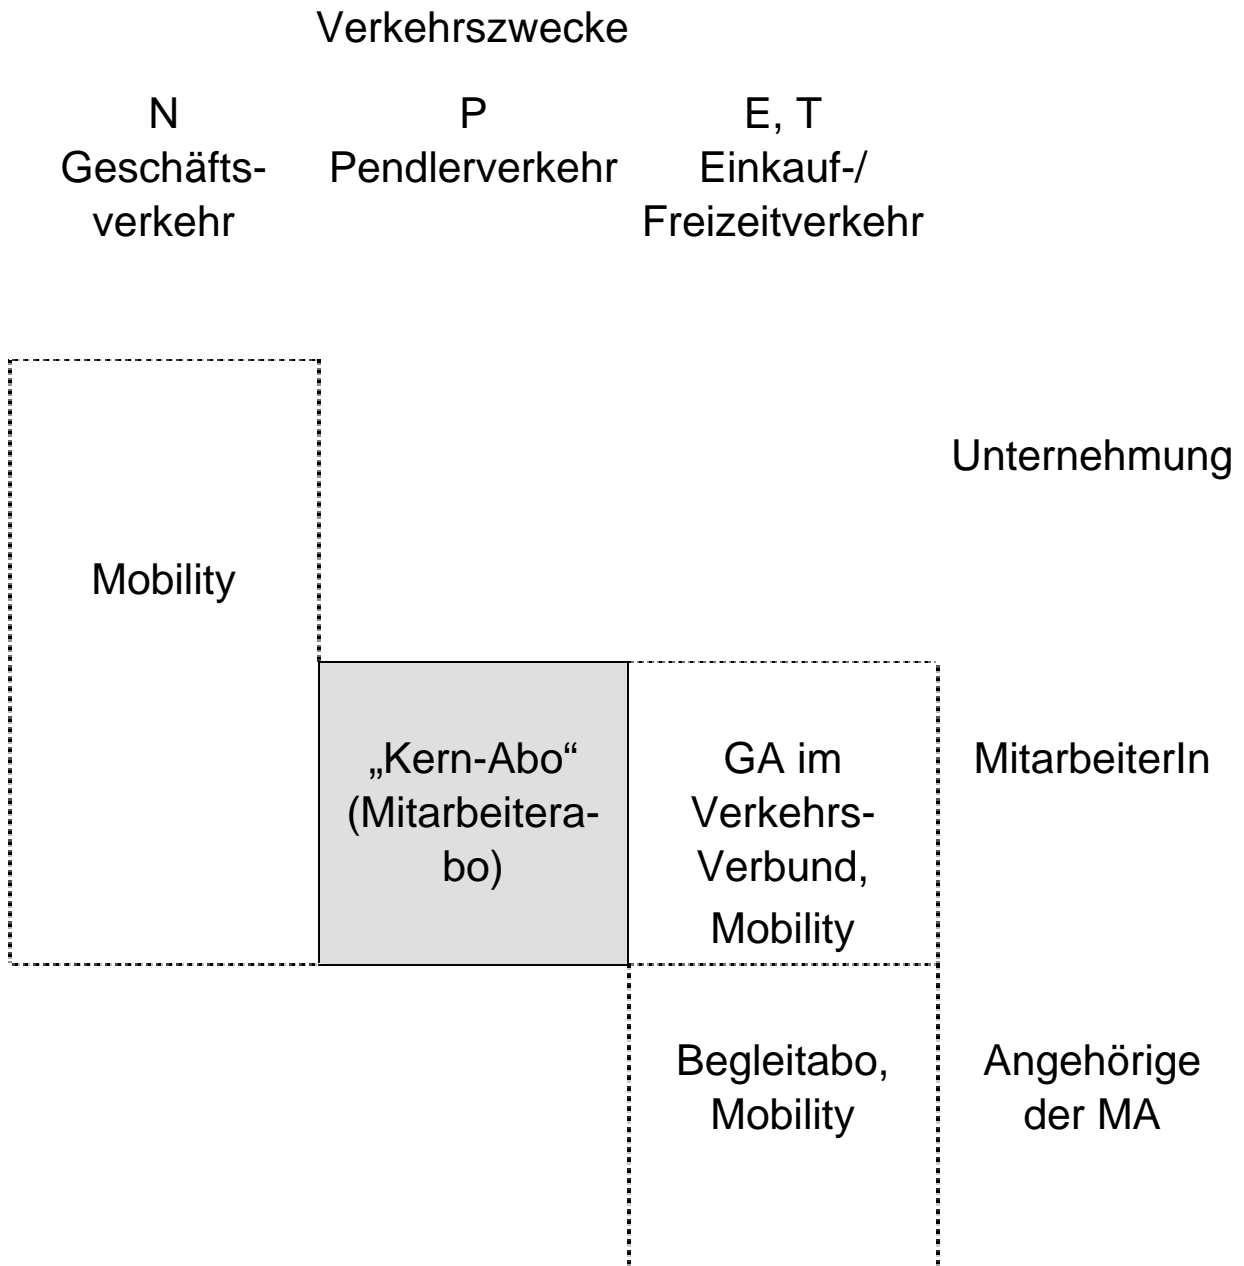 Verkehrszwecke
N
Geschäfts-
verkehr
P
Pendlerverkehr
E, T
Einkauf-/
Freizeitverkehr
Unternehmung
Mobility
„Kern-Abo“
(Mitarbeitera-
bo)
GA im
Verkehrs-
Verbund,
Mobility
MitarbeiterIn
Begleitabo,
Mobility
Angehörige
der MA